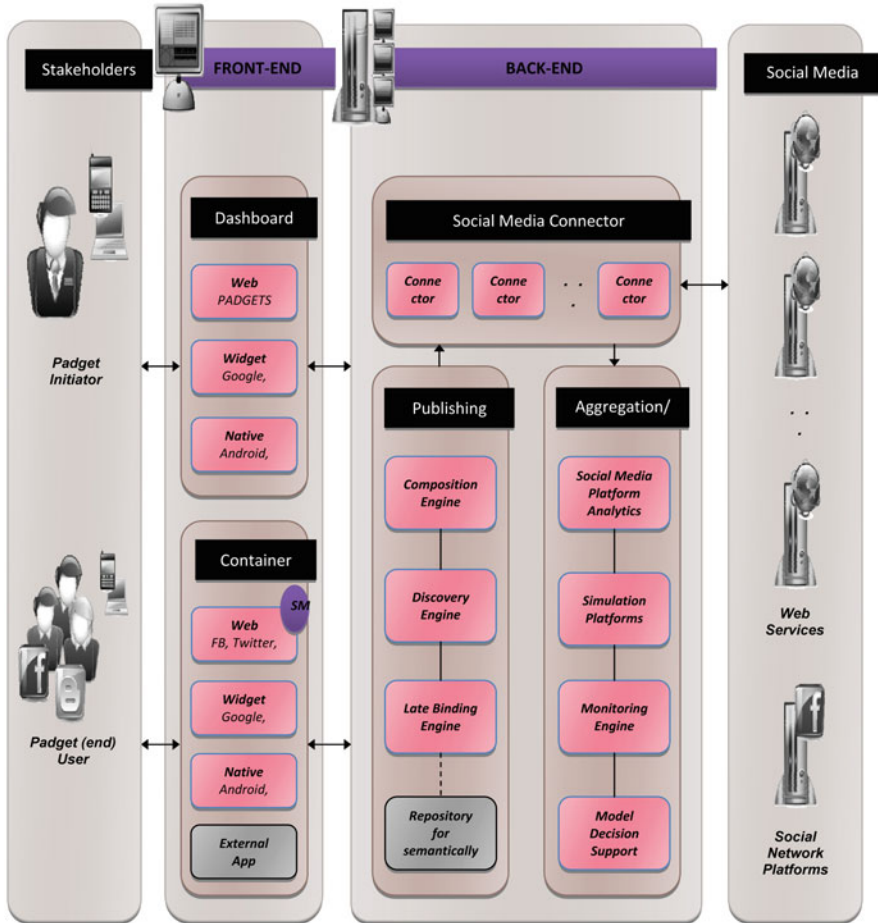 Stakeholders
FRONT-END
BACK-END
Social Media
Padget
Initiator
Padget (end)
User
Dashboard
Web
PADGETS
Widget
Google,
Native
Android,
Container
SM
Web
FB, Twitter,
Widget
Google,
Native
Android,
External
App
Social Media Connector
Conne
ctor
Conne
ctor
. .
Conne
ctor
Publishing
Composition
Engine
Discovery
Engine
Late Binding
Engine
Repository
for
semantically
Aggregation/
Social Media
Platform
Analytics
Simulation
Platforms
Monitoring
Engine
Model
Decision
Support
. .
.
Web
Services
f
Social
Network
Platforms
f